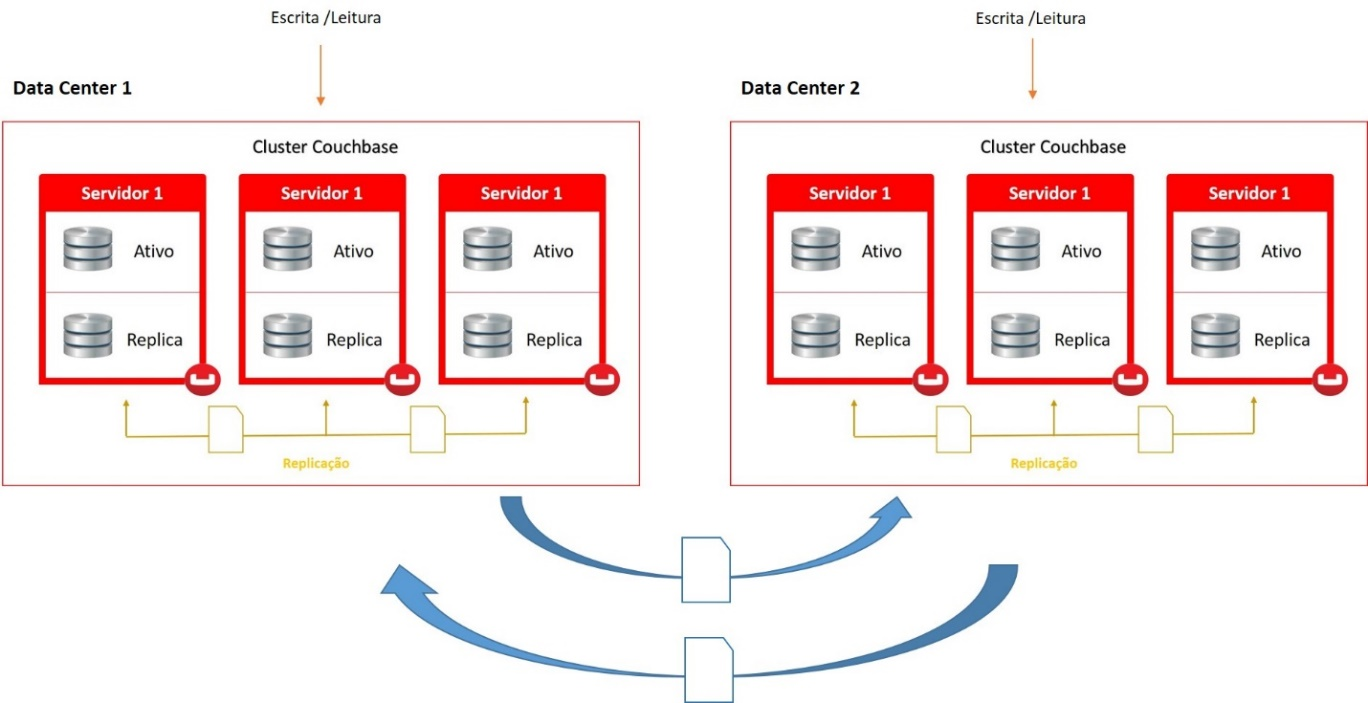 Escrita /Leitura
Escrita /Leitura
Data Center 1
Data Center 2
Cluster Couchbase
Cluster Couchbase
Servidor 1
Servidor 1
Servidor 1
Servidor 1
Servidor 1
Servidor 1
Ativo
Ativo
Ativo
Ativo
Ativo
Ativo
Replica
Replica
Replica
Replica
Replica
Replica
Replicação
Replicação